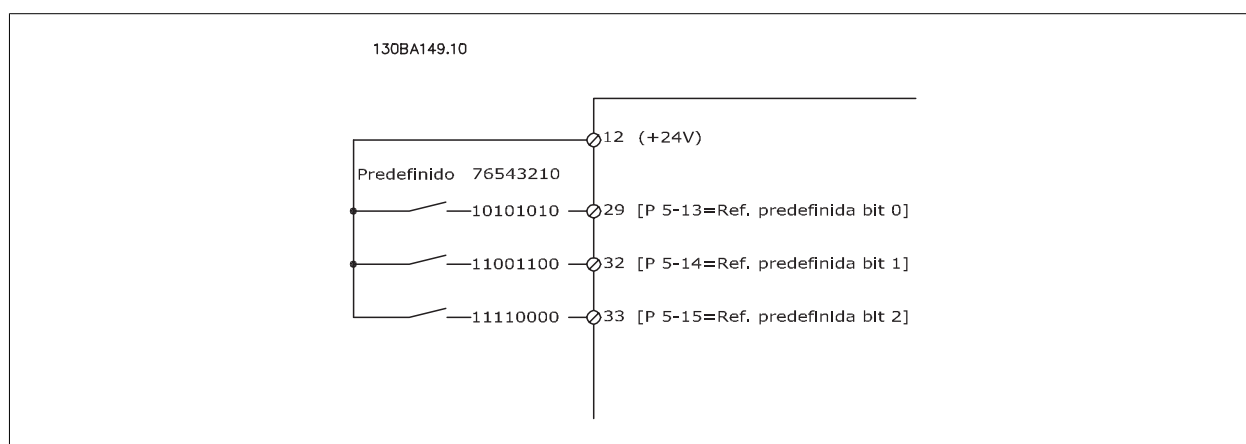 130BA149.10
12 (+24V)
Predefinido 76543210
10101010 29 [P 5-13=Ref. predefinida bit 0]
11001100 32 [P 5-14=Ref. predefinida bit 1]
11110000 33 [P 5-15=Ref. predefinida bit 2]